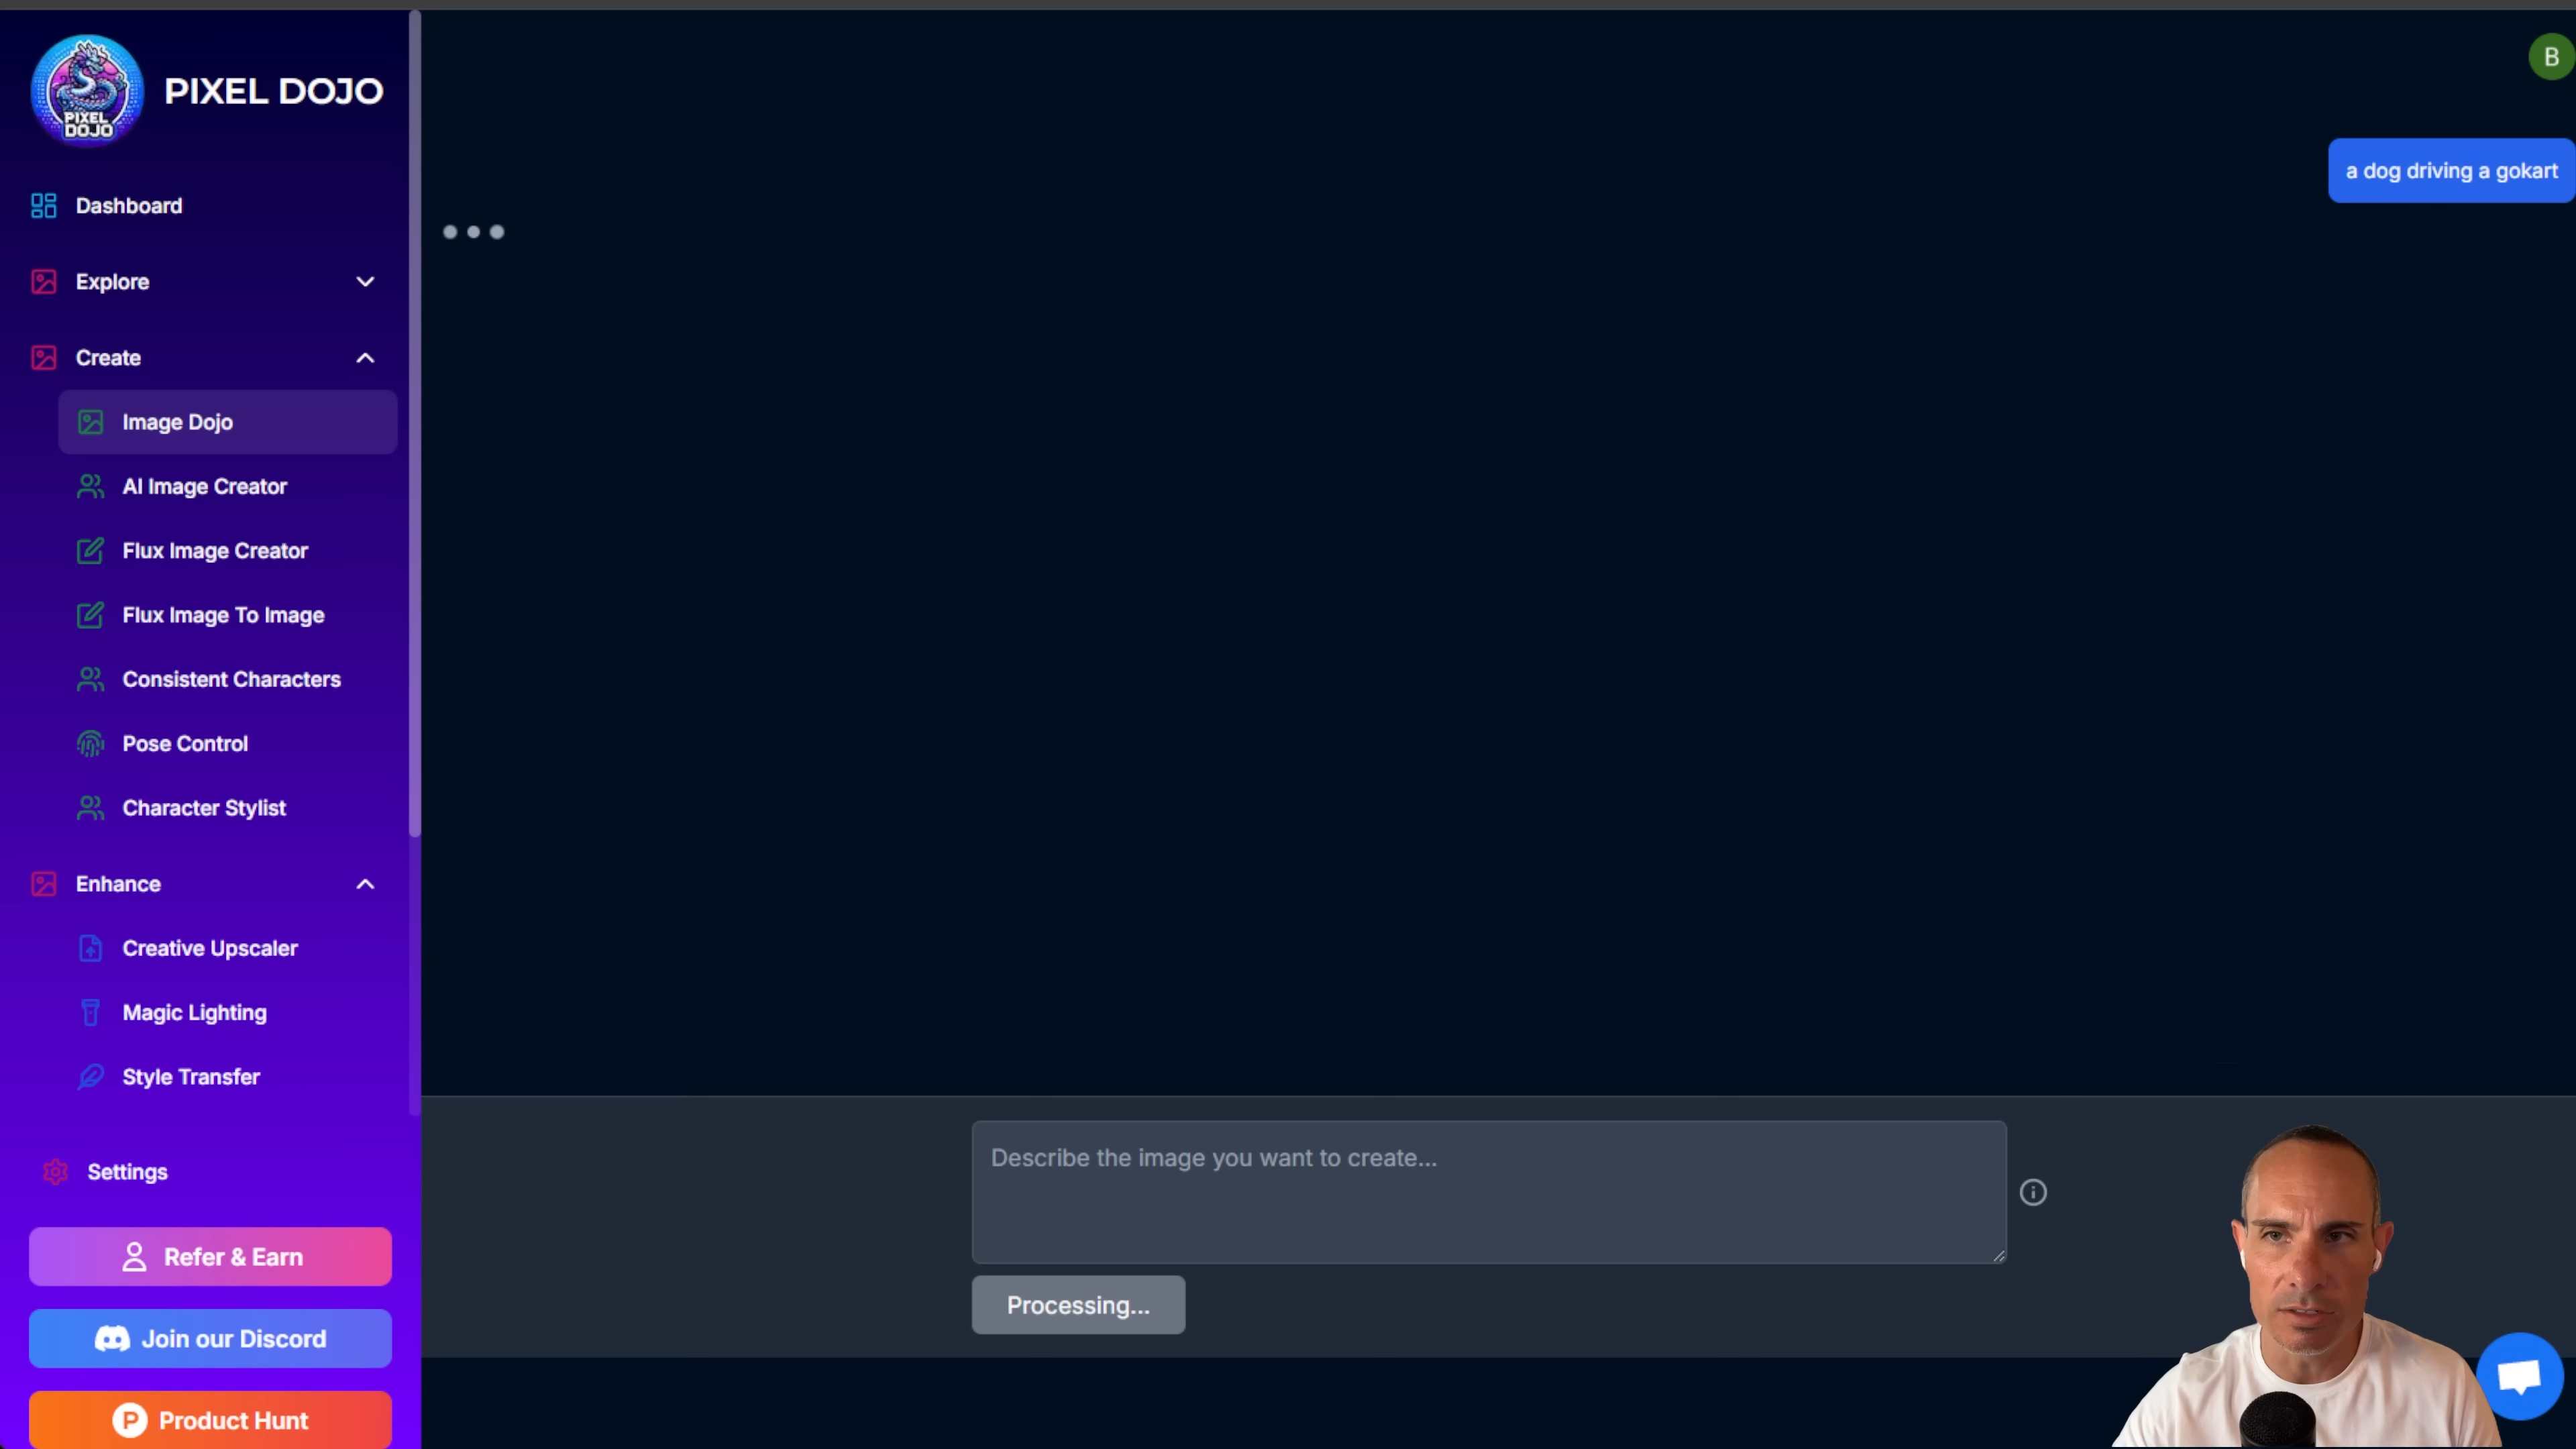 PIXEL DOJO
PIXEL
DOJO
B
a dog driving a gokart
Dashboard
Explore
Create
Image Dojo
AI Image Creator
Flux Image Creator
Flux Image To Image
Consistent Characters
Pose Control
Character Stylist
Enhance
Creative Upscaler
Magic Lighting
Style Transfer
Settings
Refer & Earn
Join our Discord
P Product Hunt
Describe the image you want to create...
Processing...